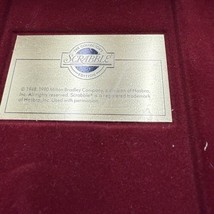 SCRABBLE
© 1948, 1990 Milton Bradley Company, a division of Hasbro,
Inc. All rights reserved. Scrabble® is a registered trademark
of Hasbro, Inc. used with permission.